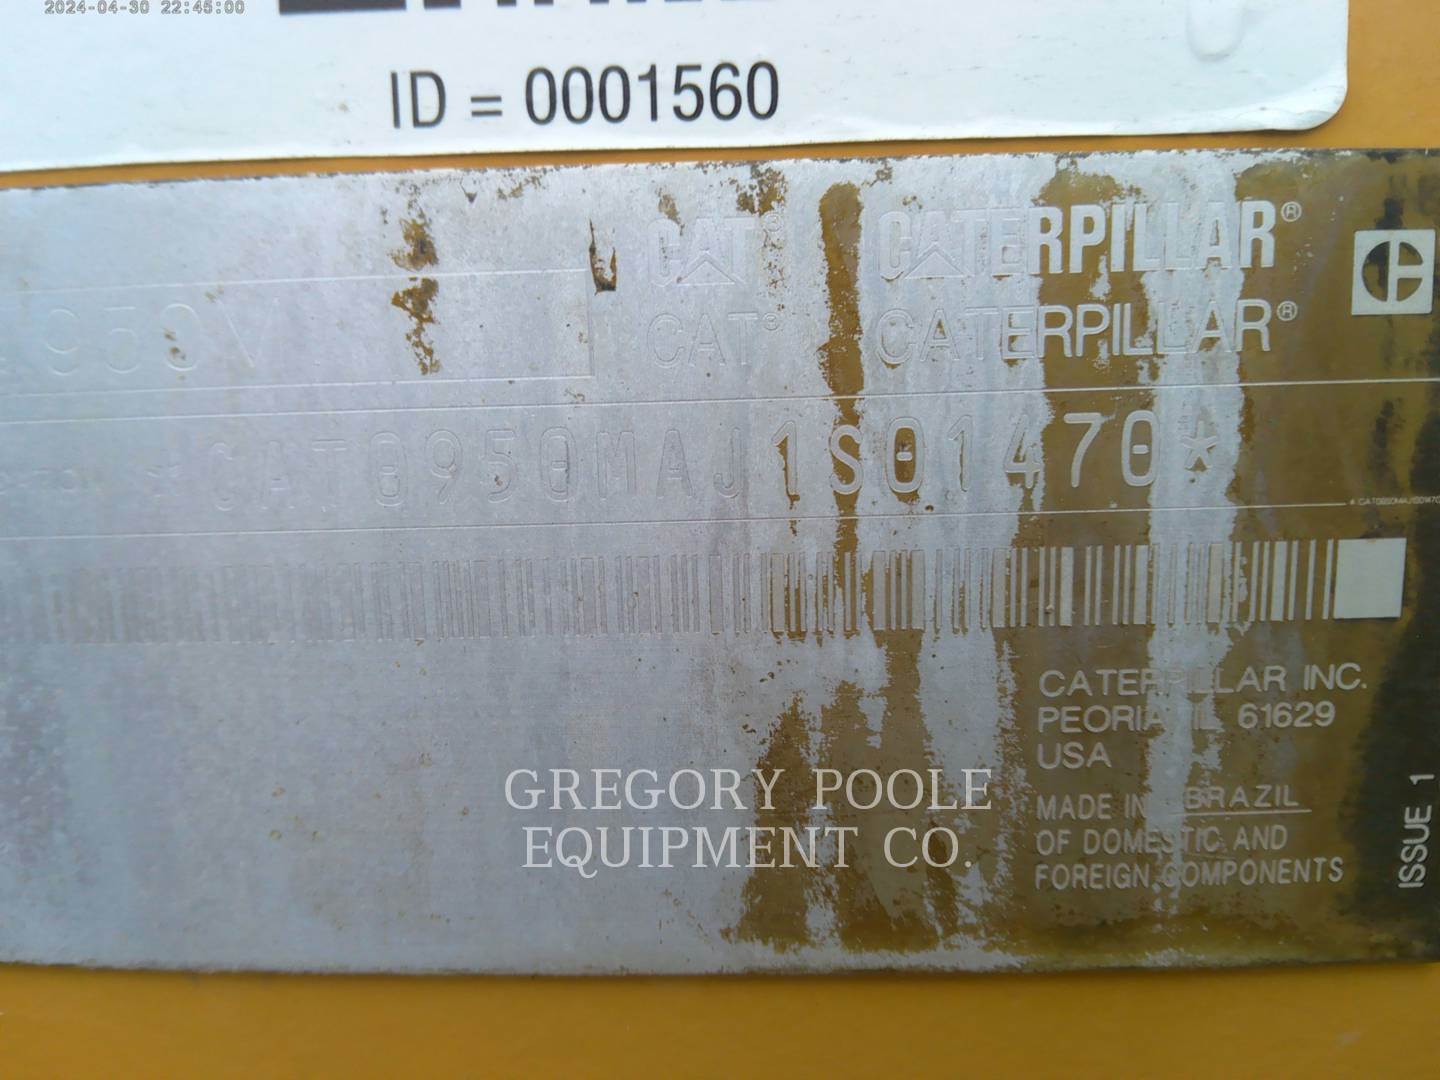 2024-04-30 22:45:00
ID = 0001560
CAT® CATERPILLAR®
CAT® CATERPILLAR®
*CAT0950MAJ1S01470*
CATERPILLAR INC.
PEORIA IL 61629
USA
MADE IN BRAZIL
OF DOMESTIC AND
FOREIGN COMPONENTS
ISSUE 1
GREGORY POOLE
EQUIPMENT CO.